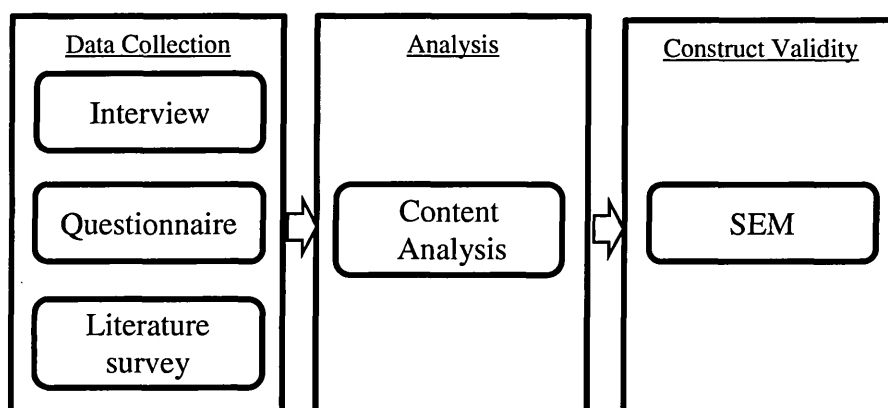 Data Collection
Interview
Questionnaire
Literature
survey
Analysis
Content
Analysis
Construct Validity
SEM